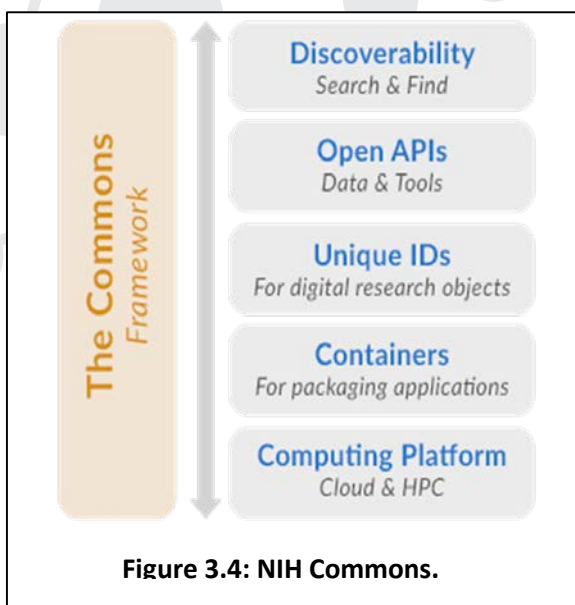 The Commons
Framework
Discoverability
Search & Find
Open APIs
Data & Tools
Unique IDs
For digital research objects
Containers
For packaging applications
Computing Platform
Cloud & HPC
Figure 3.4: NIH Commons.